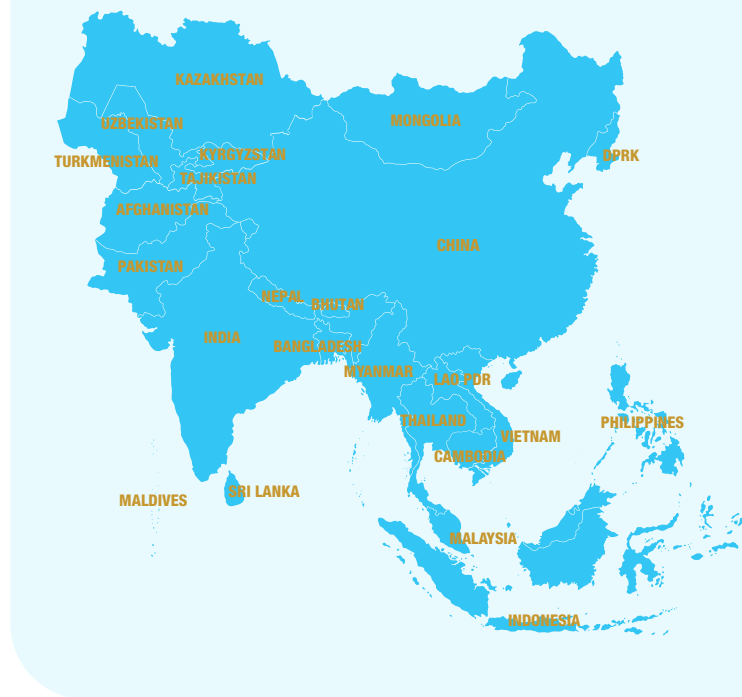 KAZAKHSTAN
MONGOLIA
UZBEKISTAN
KYRGYZSTAN
DPRK
TURKMENISTAN
TAJIKISTAN
AFGHANISTAN
CHINA
PAKISTAN
NEPAL
BHUTAN
INDIA
BANGLADESH
MYANMAR
LAO PDR
THAILAND
PHILIPPINES
VIETNAM
CAMBODIA
SRI LANKA
MALDIVES
MALAYSIA
INDONESIA